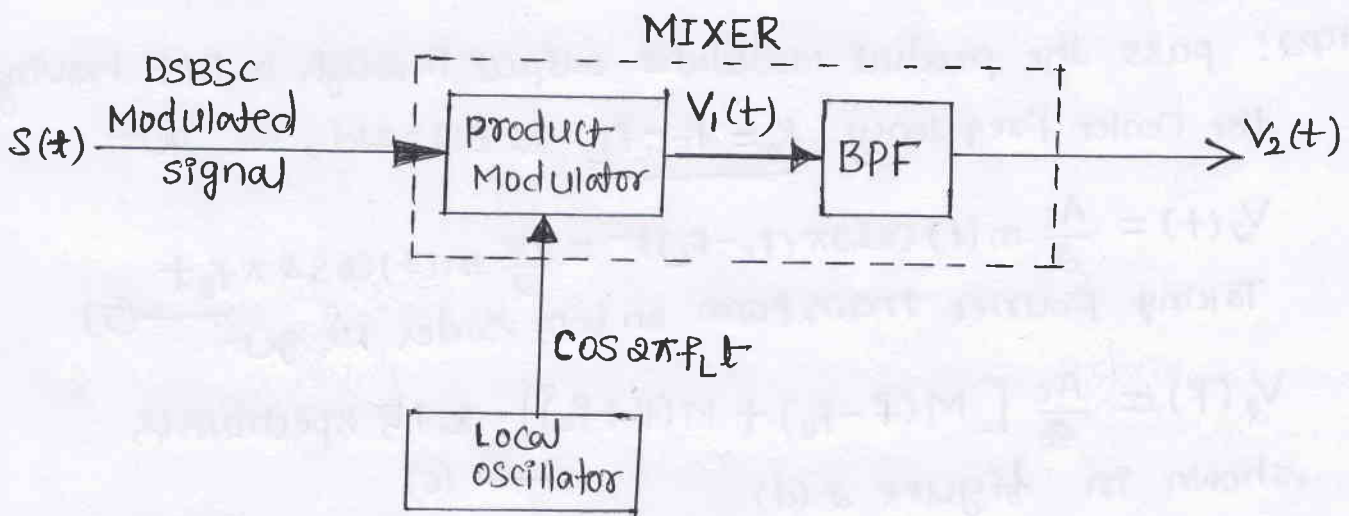 MIXER
DSBSC
Modulated
signal
S(t)
product
Modulator
V₁(t)
BPF
V₂(t)
COS 2πf_L t
Local
oscillator